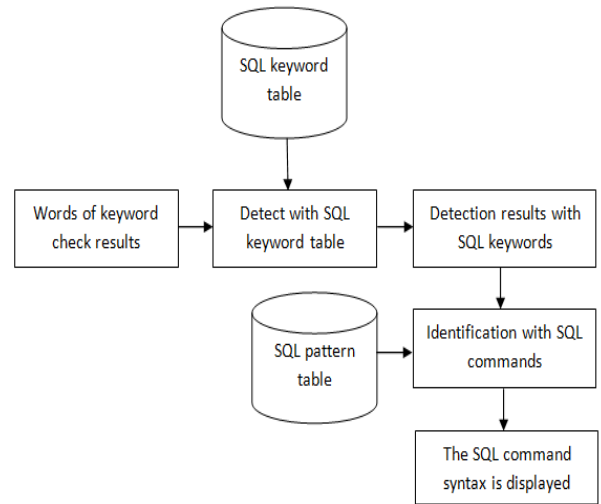 SQL keyword
table
Words of keyword
check results
Detect with SQL
keyword table
Detection results with
SQL keywords
SQL pattern
table
Identification with SQL
commands
The SQL command
syntax is displayed